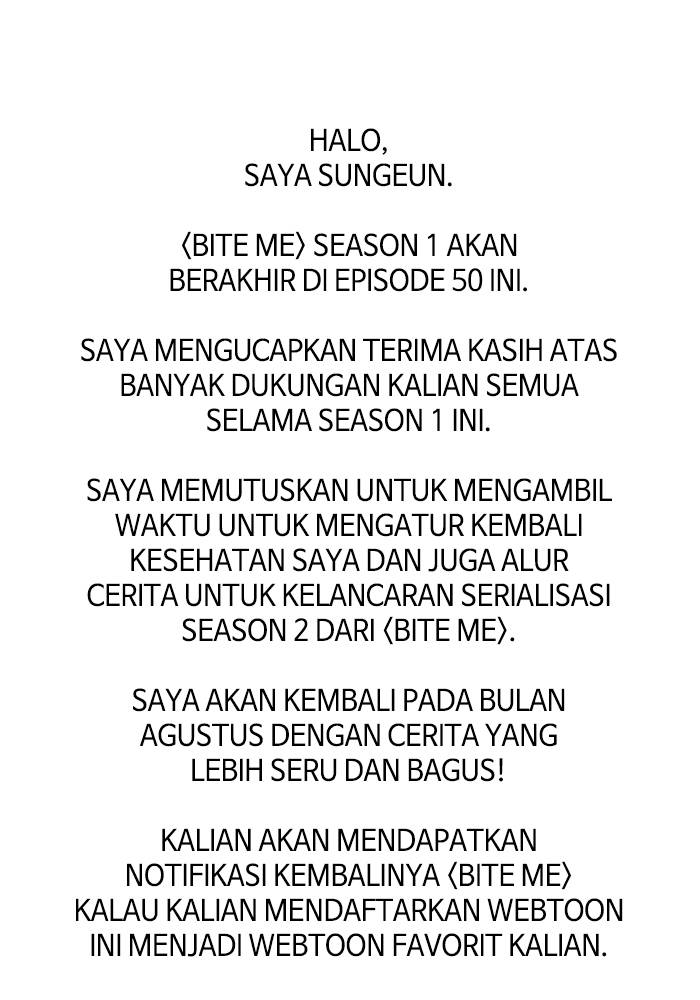 HALO,
SAYA SUNGEUN.
〈BITE ME〉 SEASON 1 AKAN
BERAKHIR DI EPISODE 50 INI.
SAYA MENGUCAPKAN TERIMA KASIH ATAS
BANYAK DUKUNGAN KALIAN SEMUA
SELAMA SEASON 1 INI.
SAYA MEMUTUSKAN UNTUK MENGAMBIL
WAKTU UNTUK MENGATUR KEMBALI
KESEHATAN SAYA DAN JUGA ALUR
CERITA UNTUK KELANCARAN SERIALISASI
SEASON 2 DARI 〈BITE ME〉.
SAYA AKAN KEMBALI PADA BULAN
AGUSTUS DENGAN CERITA YANG
LEBIH SERU DAN BAGUS!
KALIAN AKAN MENDAPATKAN
NOTIFIKASI KEMBALINYA 〈BITE ME〉
KALAU KALIAN MENDAFTARKAN WEBTOON
INI MENJADI WEBTOON FAVORIT KALIAN.